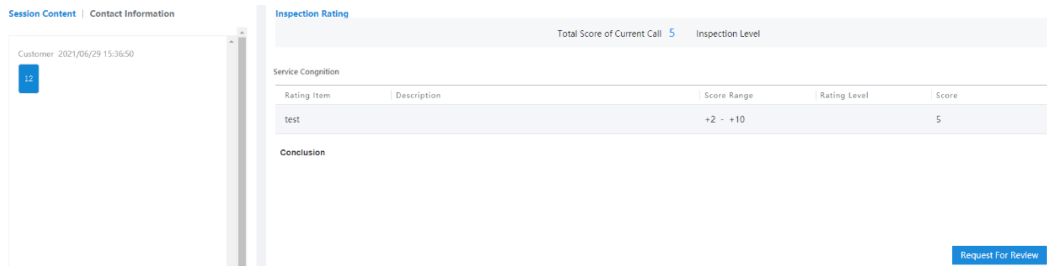 Session Content | Contact Information
Customer 2021/06/29 15:36:50
12
Inspection Rating
Total Score of Current Call 5 Inspection Level
Service Congnition
Rating Item Description Score Range Rating Level Score
test +2 - +10 5
Conclusion
Request For Review